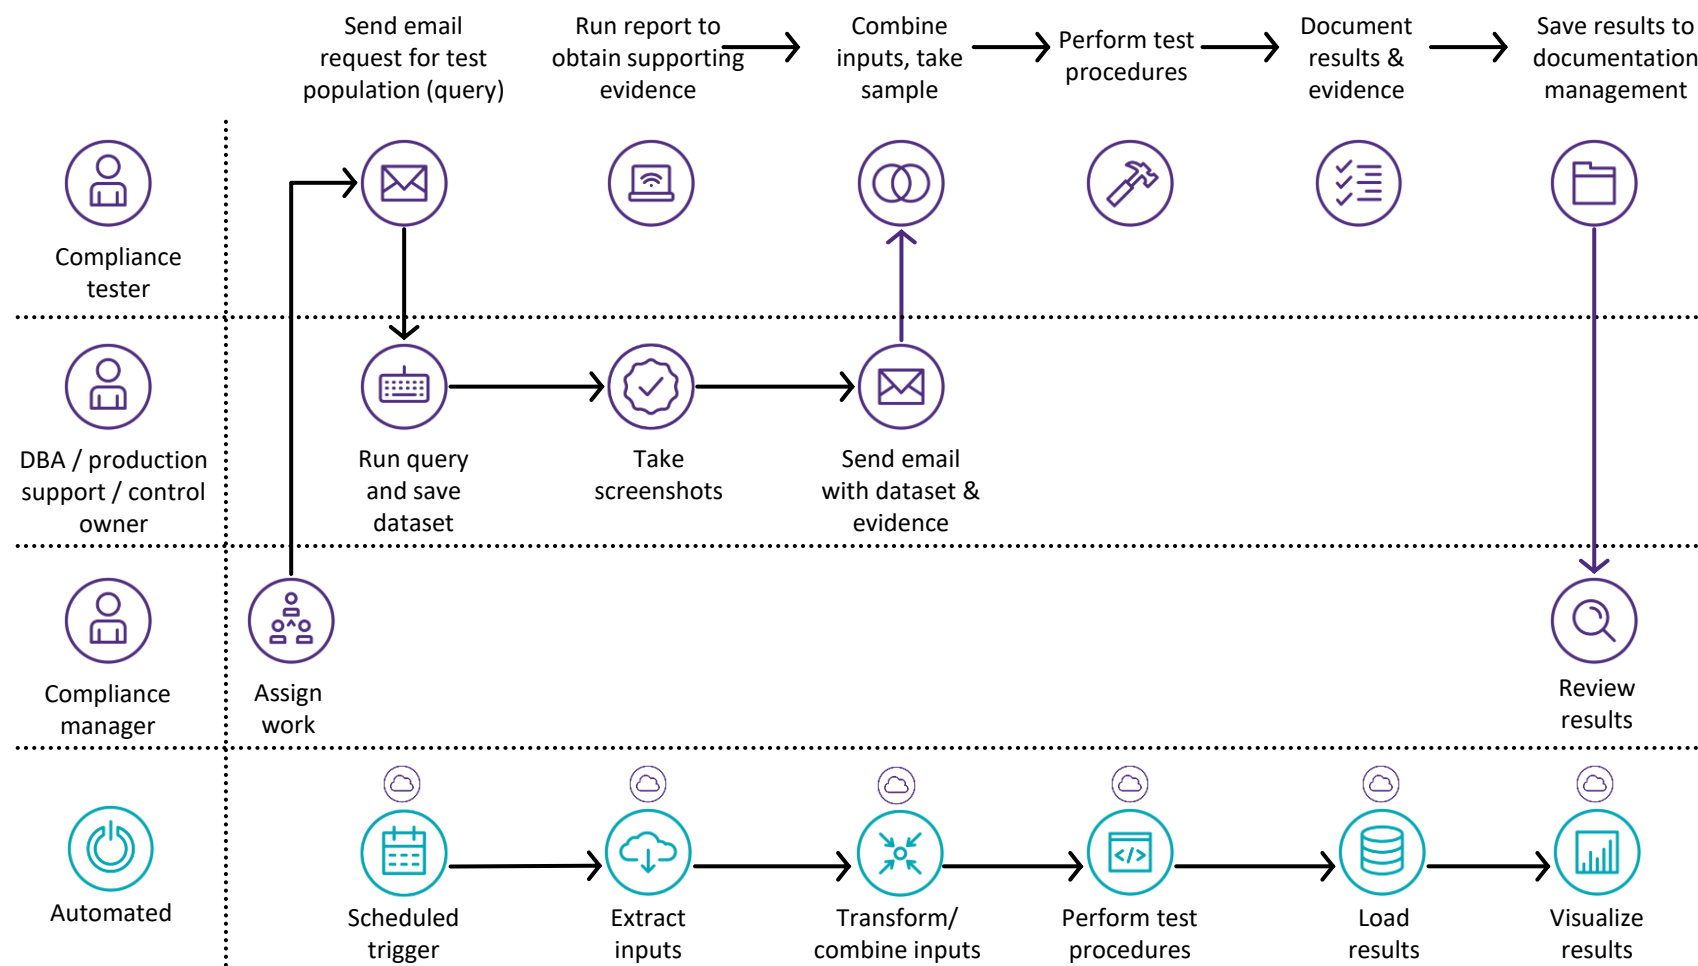 Send email
request for test
population (query)
Run report to
obtain supporting
evidence
Combine
inputs, take
sample
Perform test
procedures
Document
results &
evidence
Save results to
documentation
management
Compliance
tester
DBA / production
support / control
owner
Run query
and save
dataset
Take
screenshots
Send email
with dataset &
evidence
Compliance
manager
Assign
work
Review
results
Automated
Scheduled
trigger
Extract
inputs
Transform/
combine inputs
</>
Perform test
procedures
Load
results
Visualize
results